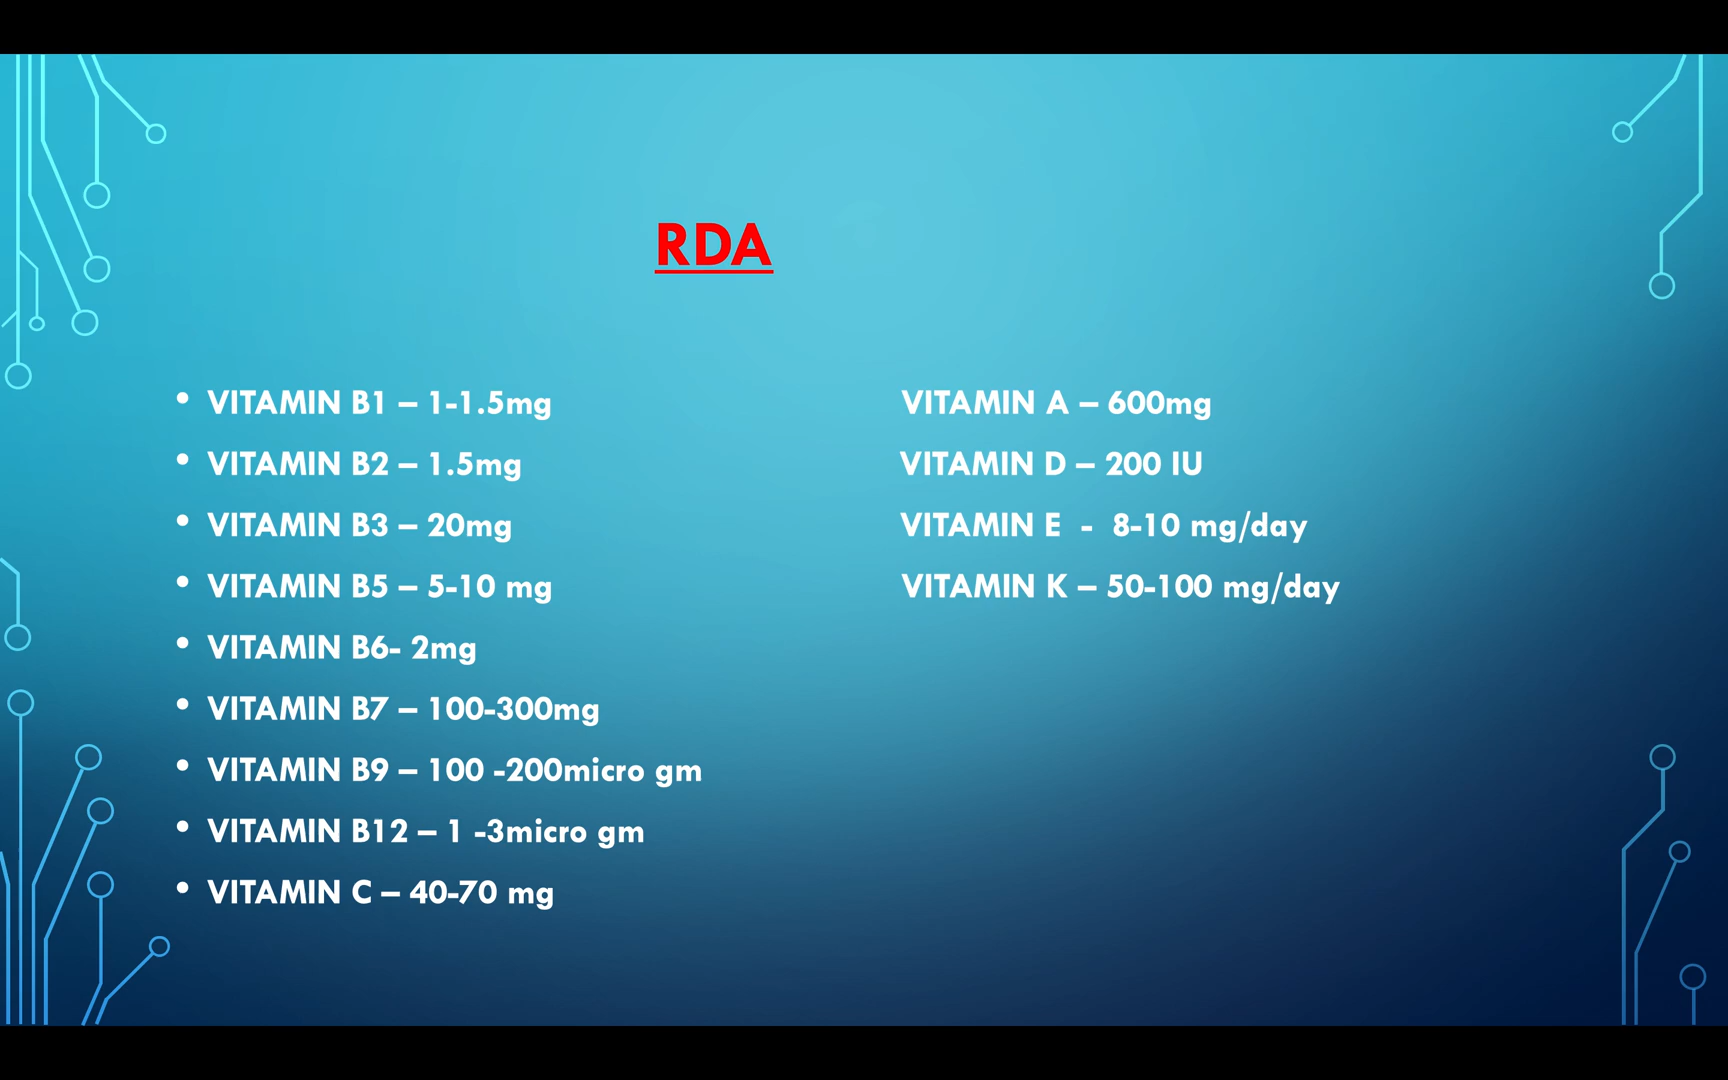 RDA
• VITAMIN B1 – 1-1.5mg
• VITAMIN B2 – 1.5mg
• VITAMIN B3 – 20mg
• VITAMIN B5 – 5-10 mg
• VITAMIN B6- 2mg
• VITAMIN B7 – 100-300mg
• VITAMIN B9 – 100 -200micro gm
• VITAMIN B12 – 1 -3micro gm
• VITAMIN C – 40-70 mg
VITAMIN A – 600mg
VITAMIN D – 200 IU
VITAMIN E - 8-10 mg/day
VITAMIN K – 50-100 mg/day